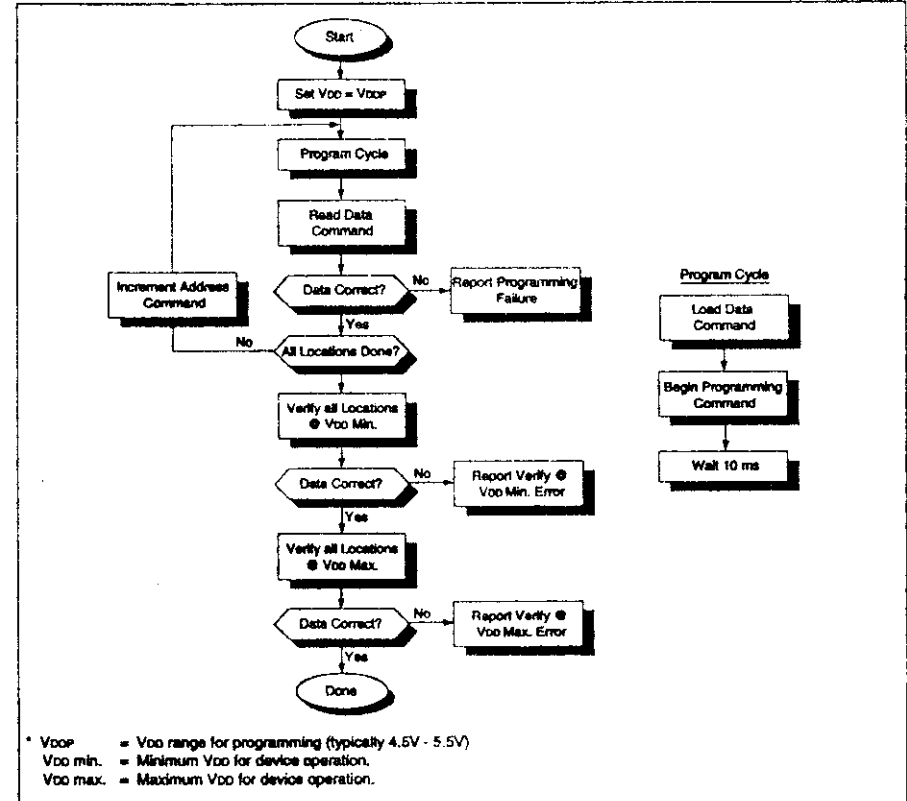 Start
Set VDD = VDDP
Program Cycle
Read Data
Command
Increment Address
Command
Data Correct?
No
Report Programming
Failure
Yes
No
All Locations Done?
Verify all Locations
@ VDD Min.
Data Correct?
No
Report Verify @
VDD Min. Error
Yes
Verify all Locations
@ VDD Max.
Data Correct?
No
Report Verify @
VDD Max. Error
Yes
Done
Program Cycle
Load Data
Command
Begin Programming
Command
Wait 10 ms
* VDDP = VDD range for programming (typically 4.5V - 5.5V)
VDD min. = Minimum VDD for device operation.
VDD max. = Maximum VDD for device operation.